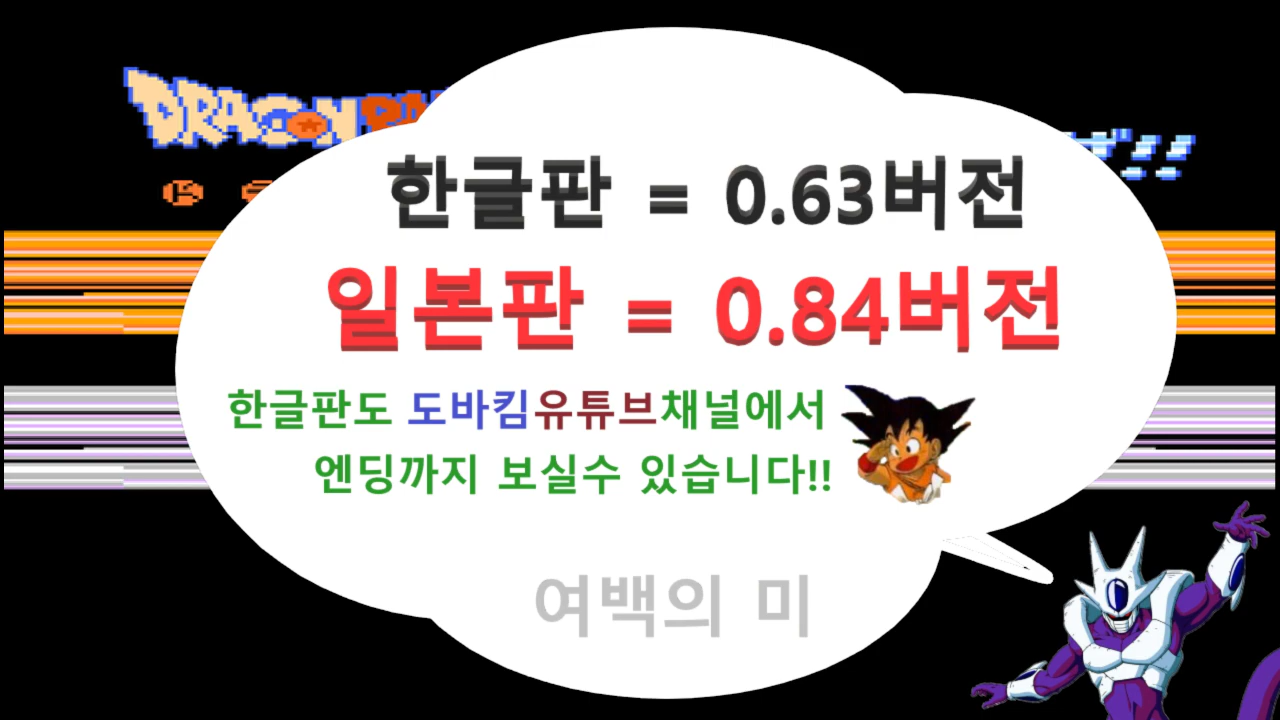 DRAGON
ド
!!
한글판 = 0.63버전
일본판 = 0.84버전
한글판도 도바킴유튜브채널에서
엔딩까지 보실수 있습니다!!
여백의 미